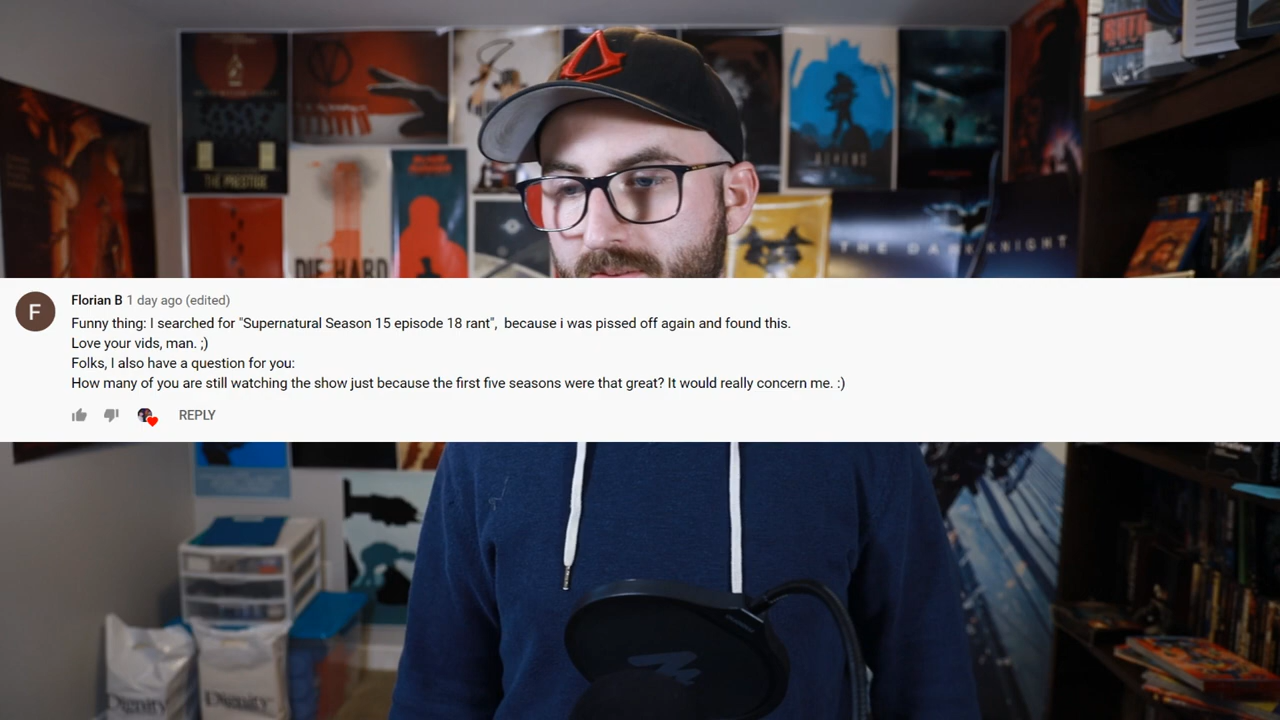 THE PRESTIGE
DIE HARD
ALIENS
THE DARK KNIGHT
F
Florian B 1 day ago (edited)
Funny thing: I searched for "Supernatural Season 15 episode 18 rant",  because i was pissed off again and found this.
Love your vids, man. ;)
Folks, I also have a question for you:
How many of you are still watching the show just because the first five seasons were that great? It would really concern me. :)
REPLY
Dignity
Dignity